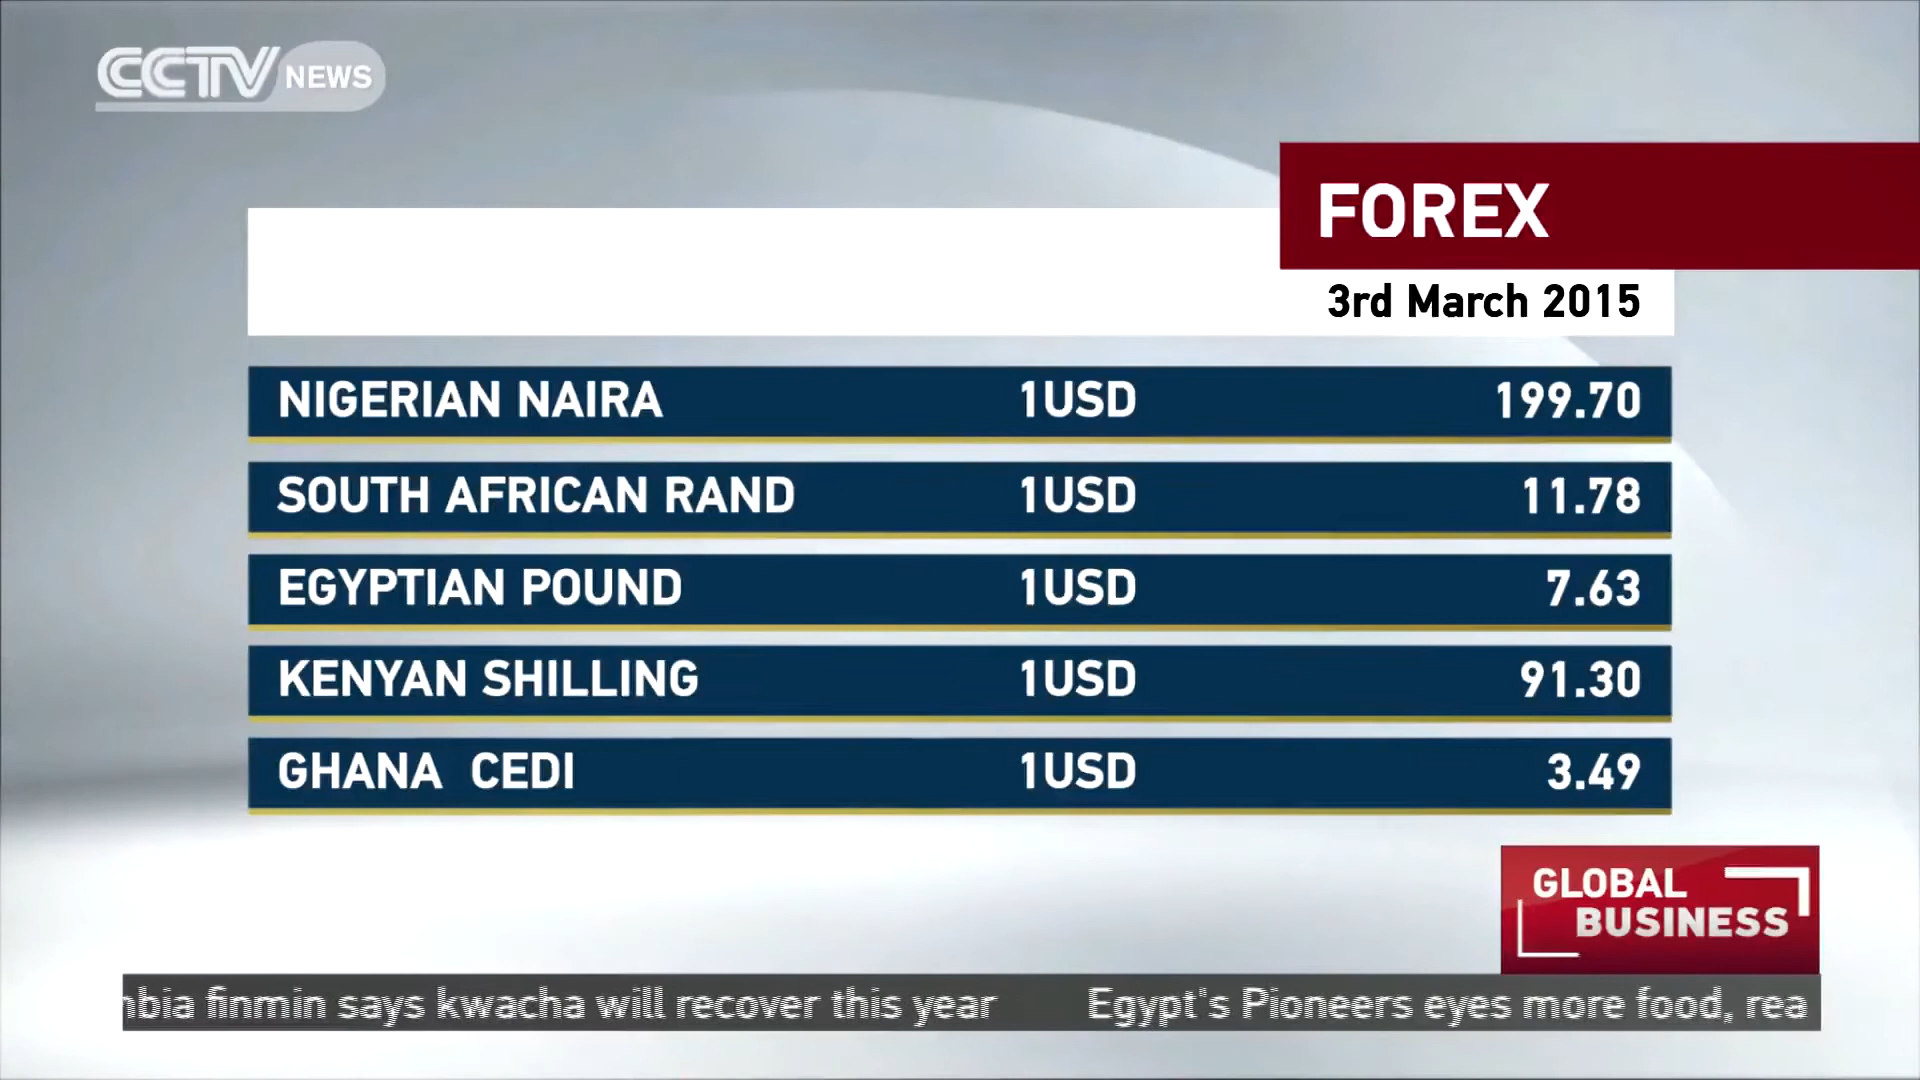 CCTV NEWS
FOREX
3rd March 2015
NIGERIAN NAIRA 1USD 199.70
SOUTH AFRICAN RAND 1USD 11.78
EGYPTIAN POUND 1USD 7.63
KENYAN SHILLING 1USD 91.30
GHANA CEDI 1USD 3.49
GLOBAL
BUSINESS
finmin says kwacha will recover this year Egypt's Pioneers eyes more food,